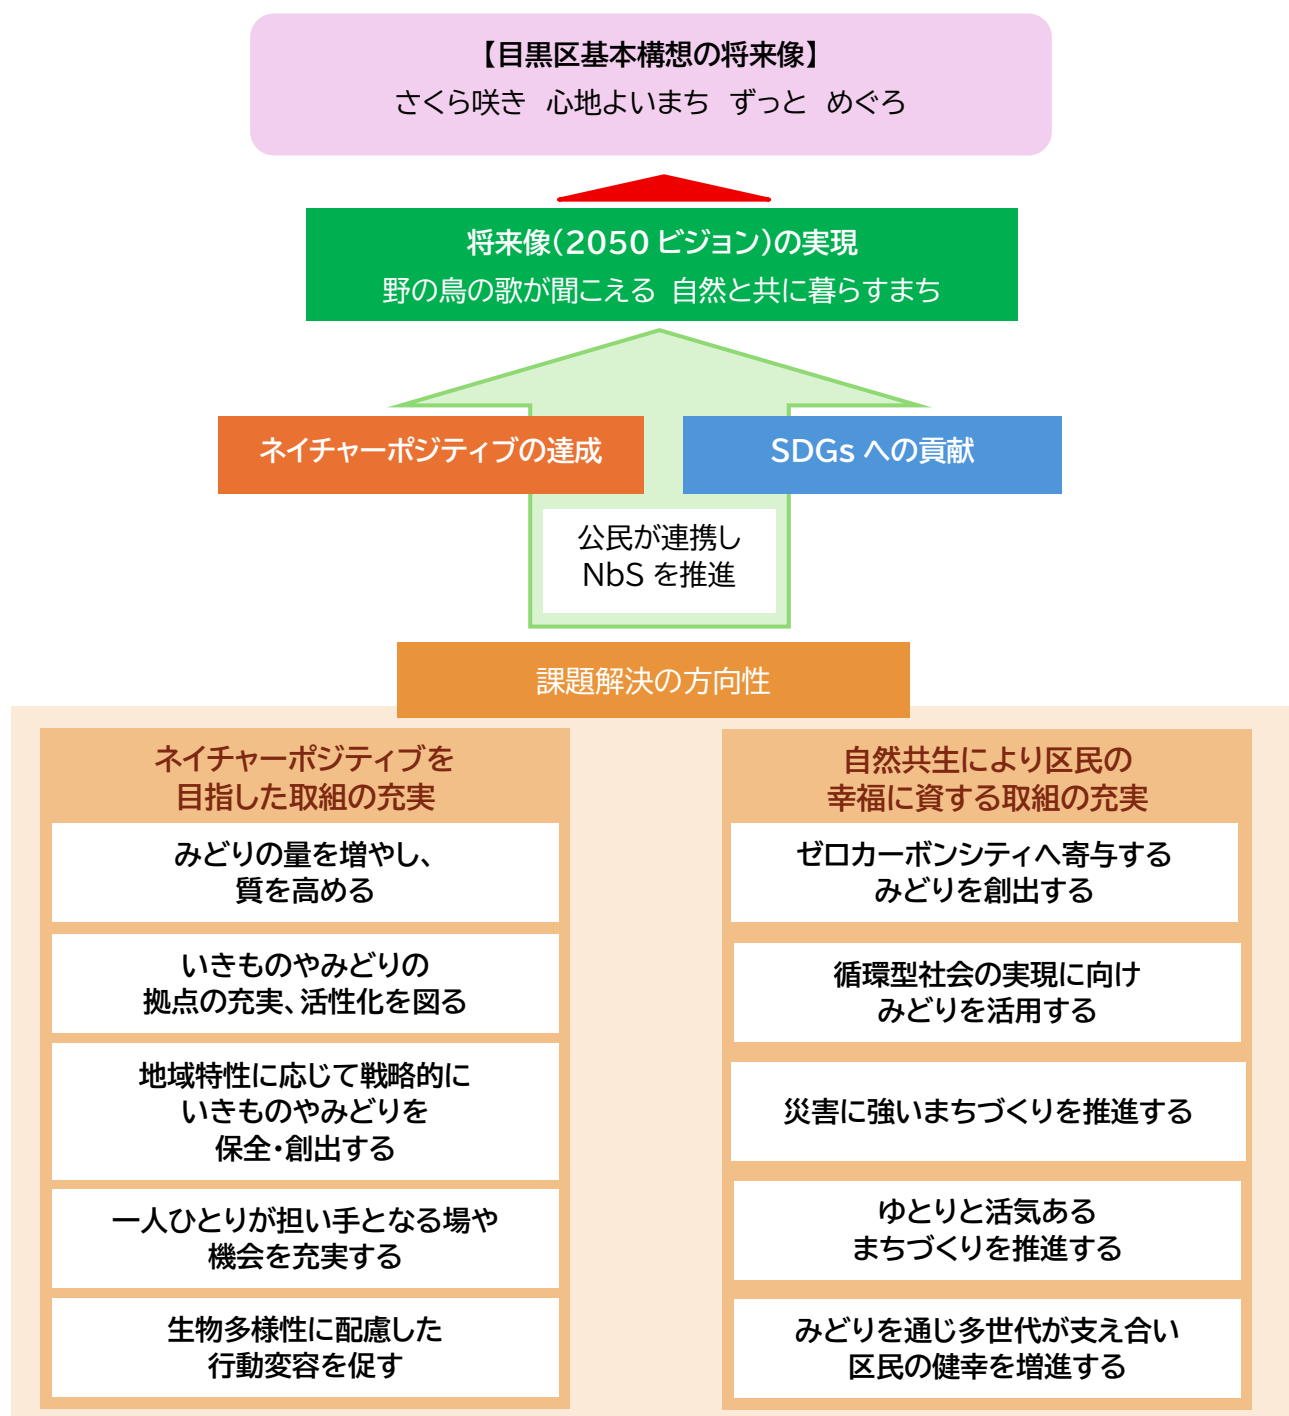 【目黒区基本構想の将来像】
さくら咲き 心地よいまち ずっと めぐろ
将来像(2050 ビジョン)の実現
野の鳥の歌が聞こえる 自然と共に暮らすまち
ネイチャーポジティブの達成
SDGs への貢献
公民が連携し
NbS を推進
課題解決の方向性
ネイチャーポジティブを
目指した取組の充実
みどりの量を増やし、
質を高める
いきものやみどりの
拠点の充実、活性化を図る
地域特性に応じて戦略的に
いきものやみどりを
保全・創出する
一人ひとりが担い手となる場や
機会を充実する
生物多様性に配慮した
行動変容を促す
自然共生により区民の
幸福に資する取組の充実
ゼロカーボンシティへ寄与する
みどりを創出する
循環型社会の実現に向け
みどりを活用する
災害に強いまちづくりを推進する
ゆとりと活気ある
まちづくりを推進する
みどりを通じ多世代が支え合い
区民の健幸を増進する